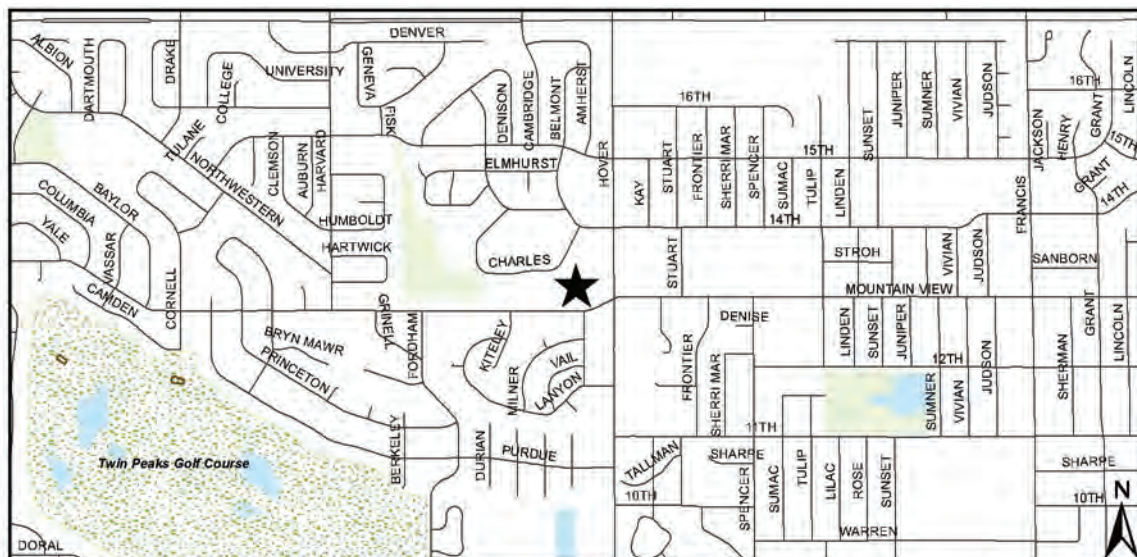 ALBION
DARTMOUTH
DRAKE
COLLEGE
UNIVERSITY
GENEVA
DENVER
FISK
DENISON
CAMBRIDGE
BELMONT
AMHERST
HOVER
16TH
SUNSET
JUNIPER
SUMNER
VIVIAN
JUDSON
JACKSON
HENRY
16TH
GRANT
LINCOLN
15TH
TULANE
NORTHWESTERN
CLEMSON
AUBURN
HARVARD
ELMHURST
KAY
STUART
FRONTIER
SHERRI MAR
SPENCER
SUMAC
TULIP
LINDEN
15TH
GRANT
14TH
14TH
FRANCIS
HUMBOLDT
HARTWICK
COLUMBIA
BAYLOR
YALE
VASSAR
CORNELL
CAMDEN
CHARLES
STUART
STROH
VIVIAN
JUDSON
SANBORN
MOUNTAIN VIEW
GRINELL
FORDHAM
BRYN MAWR
PRINCETON
KITELEY
MILNER
VAIL
LANYON
DENISE
FRONTIER
SHERRI MAR
LINDEN
SUNSET
JUNIPER
12TH
JUDSON
SUMNER
VIVIAN
SHERMAN
GRANT
LINCOLN
11TH
Twin Peaks Golf Course
BERKELEY
DURIAN
PURDUE
TALLMAN
SHARPE
10TH
SPENCER
SUMAC
TULIP
LILAC
ROSE
SUNSET
SHARPE
10TH
N
WARREN
DORAL